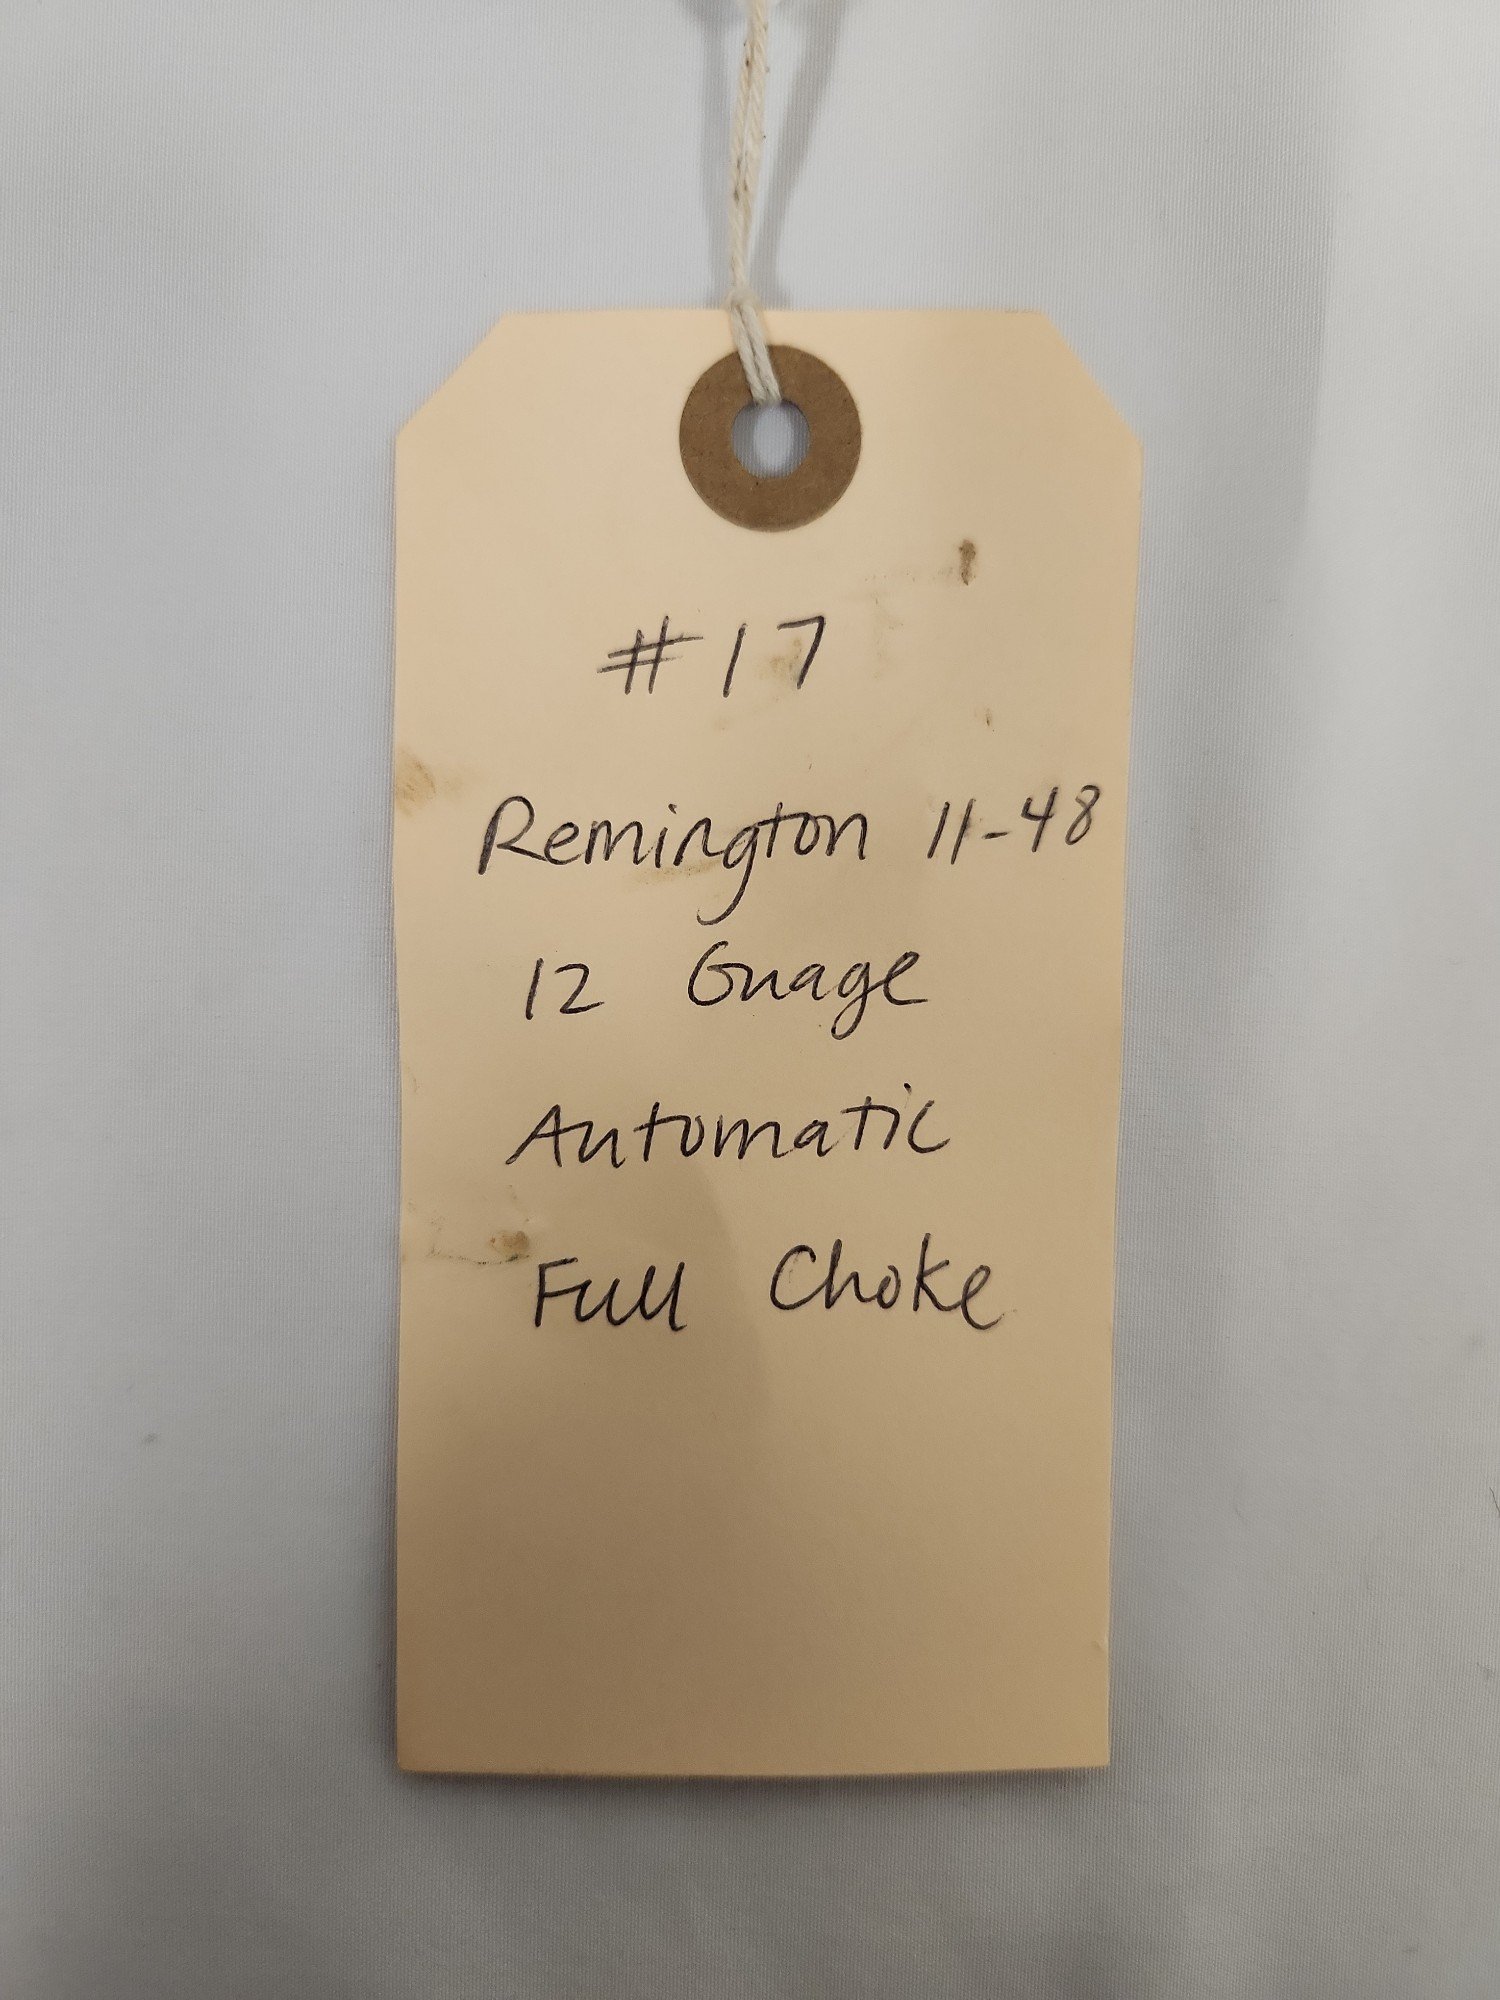 #17
Remington 11-48
12 Guage
Automatic
Full Choke